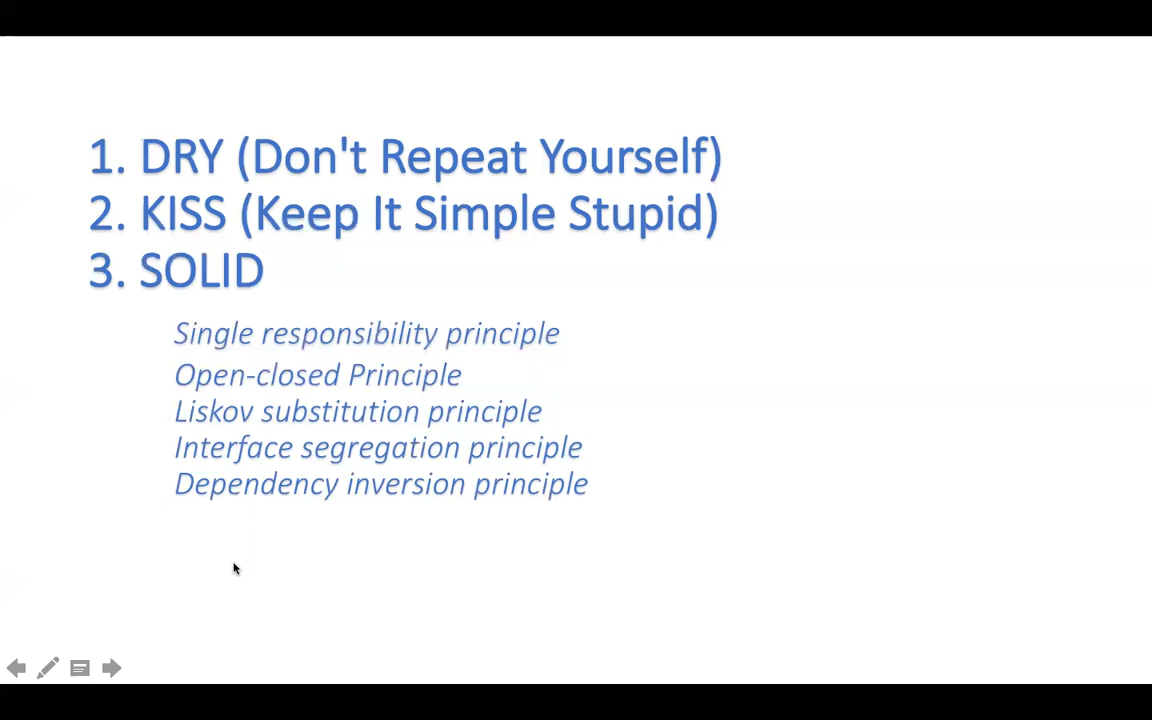 1. DRY (Don't Repeat Yourself)
2. KISS (Keep It Simple Stupid)
3. SOLID
Single responsibility principle
Open-closed Principle
Liskov substitution principle
Interface segregation principle
Dependency inversion principle